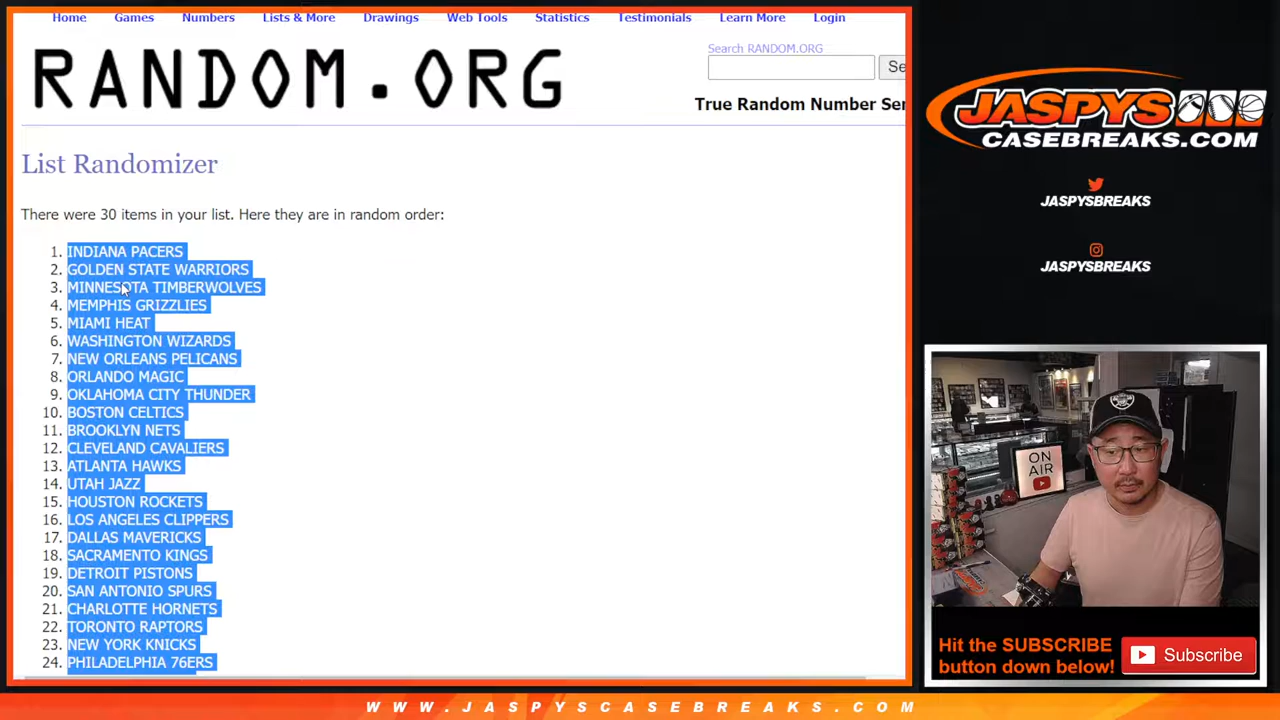 Home Games Numbers Lists & More Drawings Web Tools Statistics Testimonials Learn More Login
RANDOM.ORG
Search RANDOM.ORG
Se
True Random Number Ser
List Randomizer
There were 30 items in your list. Here they are in random order:
1. INDIANA PACERS
2. GOLDEN STATE WARRIORS
3. MINNESOTA TIMBERWOLVES
4. MEMPHIS GRIZZLIES
5. MIAMI HEAT
6. WASHINGTON WIZARDS
7. NEW ORLEANS PELICANS
8. ORLANDO MAGIC
9. OKLAHOMA CITY THUNDER
10. BOSTON CELTICS
11. BROOKLYN NETS
12. CLEVELAND CAVALIERS
13. ATLANTA HAWKS
14. UTAH JAZZ
15. HOUSTON ROCKETS
16. LOS ANGELES CLIPPERS
17. DALLAS MAVERICKS
18. SACRAMENTO KINGS
19. DETROIT PISTONS
20. SAN ANTONIO SPURS
21. CHARLOTTE HORNETS
22. TORONTO RAPTORS
23. NEW YORK KNICKS
24. PHILADELPHIA 76ERS
JASPYS
CASEBREAKS.COM
JASPYSBREAKS
JASPYSBREAKS
ON
AIR
Hit the SUBSCRIBE
button down below!
Subscribe
WWW.JASPYSCASEBREAKS.COM